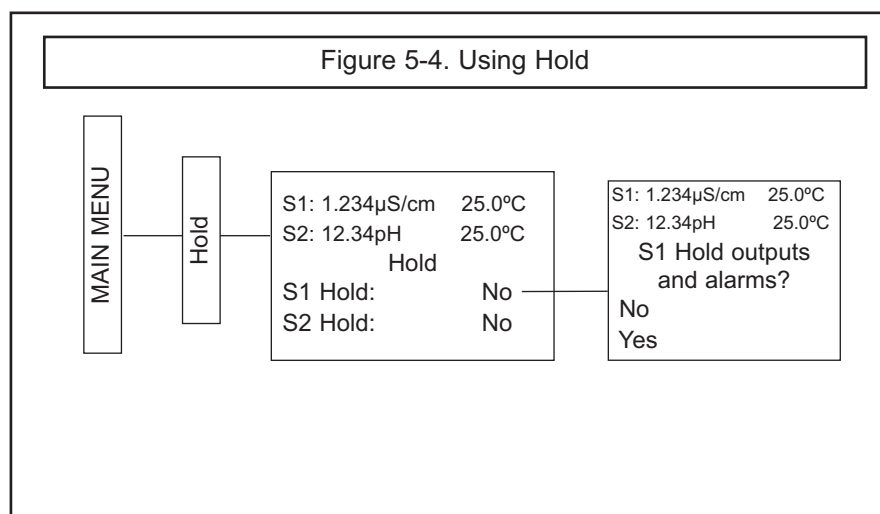 Figure 5-4. Using Hold
MAIN MENU
Hold
S1: 1.234µS/cm 25.0ºC
S2: 12.34pH 25.0ºC
Hold
S1 Hold: No
S2 Hold: No
S1: 1.234µS/cm 25.0ºC
S2: 12.34pH 25.0ºC
S1 Hold outputs
and alarms?
No
Yes